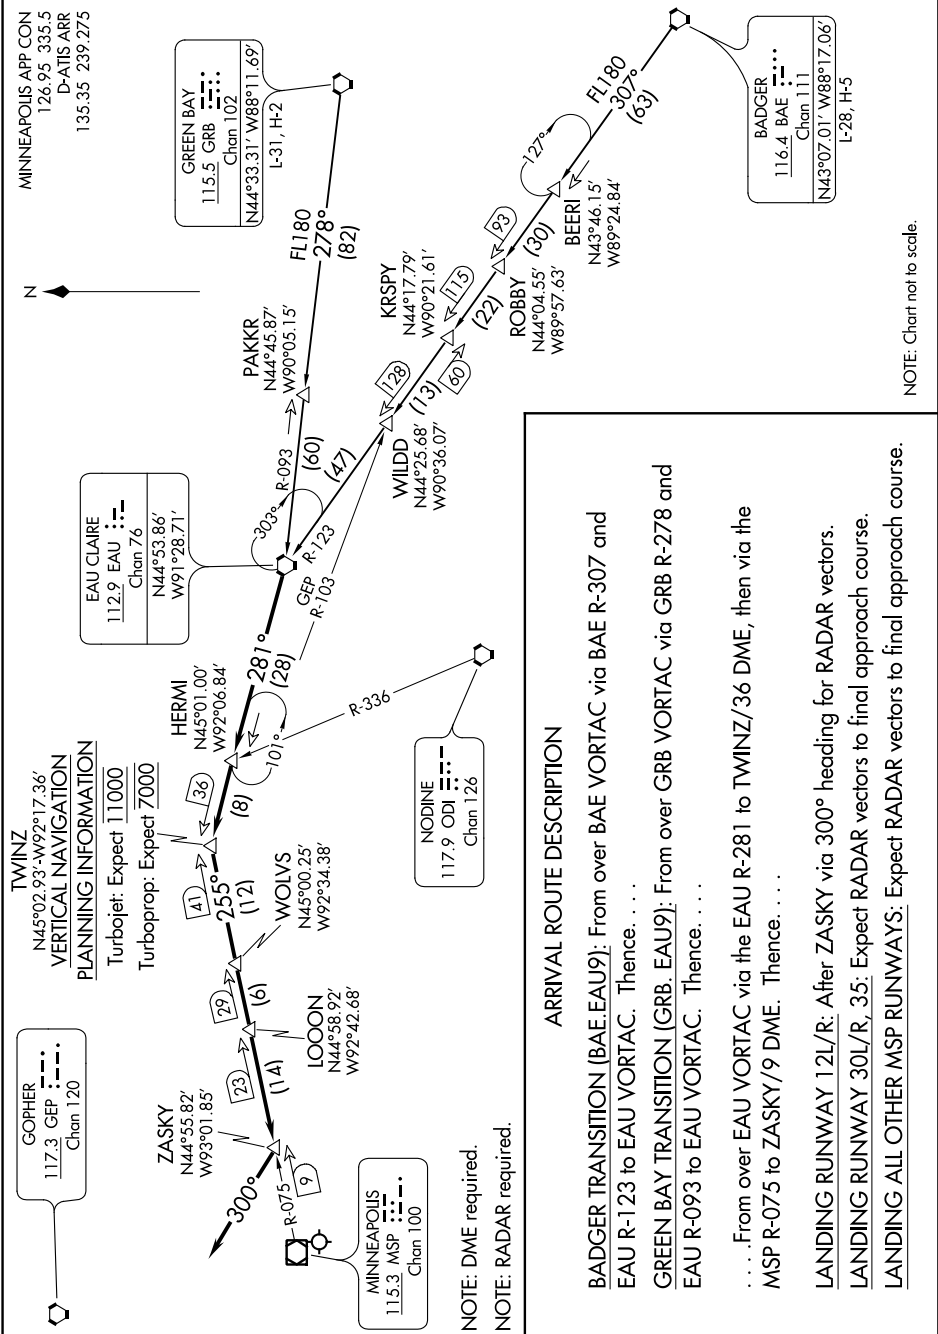 MINNEAPOLIS APP CON
126.95 335.5
D-ATIS ARR
135.35 239.275
GOPHER
117.3 GEP
Chan 120
TWINZ
N45°02.93′-W92°17.36′
VERTICAL NAVIGATION
PLANNING INFORMATION
Turbojet: Expect 11000
Turboprop: Expect 7000
EAU CLAIRE
112.9 EAU
Chan 76
N44°53.86′
W91°28.71′
GREEN BAY
115.5 GRB
Chan 102
N44°33.31′ W88°11.69′
L-31, H-2
N
HERMI
N45°01.00′
W92°06.84′
PAKKR
N44°45.87′
W90°05.15′
FL180
278°
(82)
R-093
(60)
303°
R-123
(47)
GEP
R-103
281°
(28)
101°
R-336
36
(8)
41
255°
(12)
WOLVS
N45°00.25′
W92°34.38′
29
(6)
LOOON
N44°58.92′
W92°42.68′
23
(14)
ZASKY
N44°55.82′
W93°01.85′
300°
R-075
9
MINNEAPOLIS
115.3 MSP
Chan 100
NODINE
117.9 ODI
Chan 126
WILDD
N44°25.68′
W90°36.07′
128
(13)
60
KRSPY
N44°17.79′
W90°21.61′
115
(22)
ROBBY
N44°04.55′
W89°57.63′
93
(30)
BEERI
N43°46.15′
W89°24.84′
127°
FL180
307°
(63)
BADGER
116.4 BAE
Chan 111
N43°07.01′ W88°17.06′
L-28, H-5
NOTE: DME required.
NOTE: RADAR required.
NOTE: Chart not to scale.
ARRIVAL ROUTE DESCRIPTION
BADGER TRANSITION (BAE.EAU9): From over BAE VORTAC via BAE R-307 and
EAU R-123 to EAU VORTAC. Thence. . . .
GREEN BAY TRANSITION (GRB. EAU9): From over GRB VORTAC via GRB R-278 and
EAU R-093 to EAU VORTAC. Thence. . . .
. . . .From over EAU VORTAC via the EAU R-281 to TWINZ/36 DME, then via the
MSP R-075 to ZASKY/9 DME. Thence. . . .
LANDING RUNWAY 12L/R: After ZASKY via 300° heading for RADAR vectors.
LANDING RUNWAY 30L/R, 35: Expect RADAR vectors to final approach course.
LANDING ALL OTHER MSP RUNWAYS: Expect RADAR vectors to final approach course.